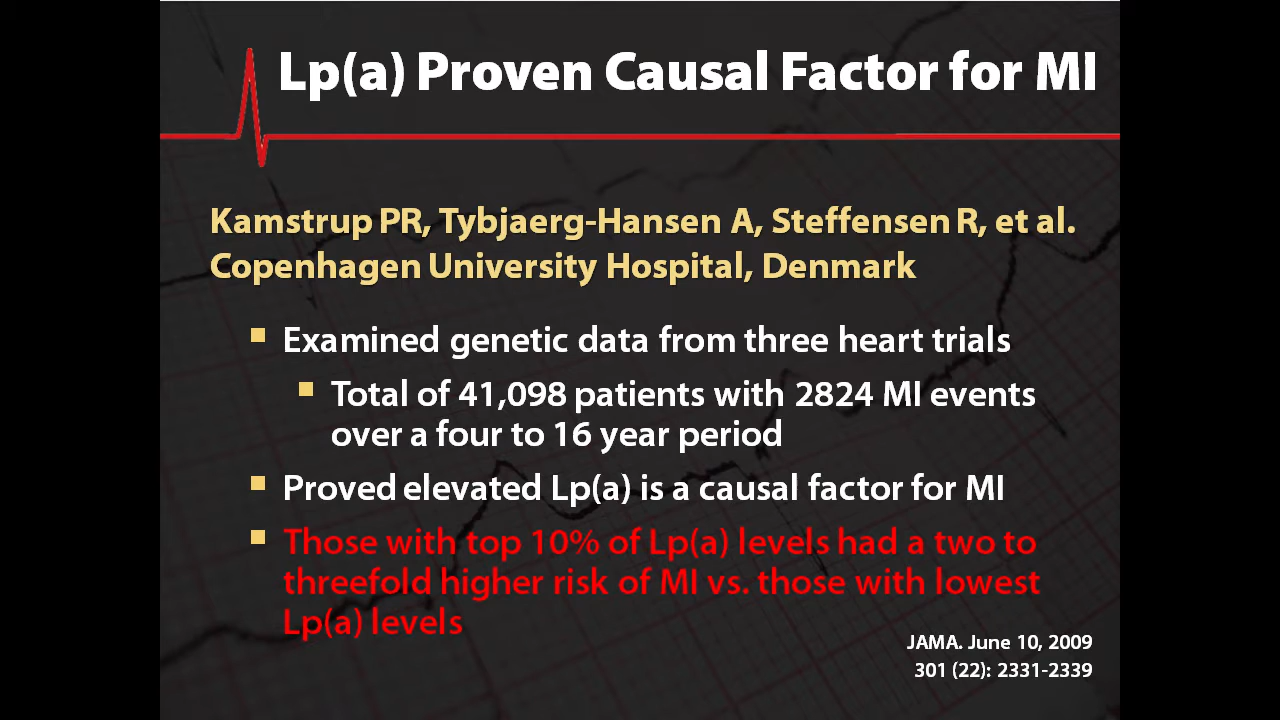 Lp(a) Proven Causal Factor for MI
Kamstrup PR, Tybjaerg-Hansen A, Steffensen R, et al.
Copenhagen University Hospital, Denmark
Examined genetic data from three heart trials
Total of 41,098 patients with 2824 MI events
over a four to 16 year period
Proved elevated Lp(a) is a causal factor for MI
Those with top 10% of Lp(a) levels had a two to
threefold higher risk of MI vs. those with lowest
Lp(a) levels
JAMA. June 10, 2009
301 (22): 2331-2339